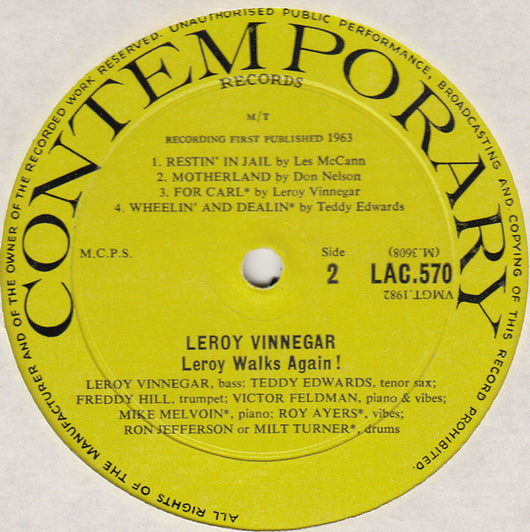 ALL RIGHTS OF THE MANUFACTURER AND OF THE OWNER OF THE RECORDED WORK RESERVED. UNAUTHORISED PUBLIC PERFORMANCE, BROADCASTING AND COPYING OF THIS RECORD PROHIBITED.
CONTEMPORARY
RECORDS
M/T
RECORDING FIRST PUBLISHED 1963
1. RESTIN' IN JAIL by Les McCann
2. MOTHERLAND by Don Nelson
3. FOR CARL* by Leroy Vinnegar
4. WHEELIN' AND DEALIN* by Teddy Edwards
M.C.P.S.
Side
2
(M.3608)
LAC.570
VMGT.1982
LEROY VINNEGAR
Leroy Walks Again!
LEROY VINNEGAR, bass; TEDDY EDWARDS, tenor sax;
FREDDY HILL, trumpet; VICTOR FELDMAN, piano & vibes;
MIKE MELVOIN*, piano; ROY AYERS*, vibes;
RON JEFFERSON or MILT TURNER*, drums